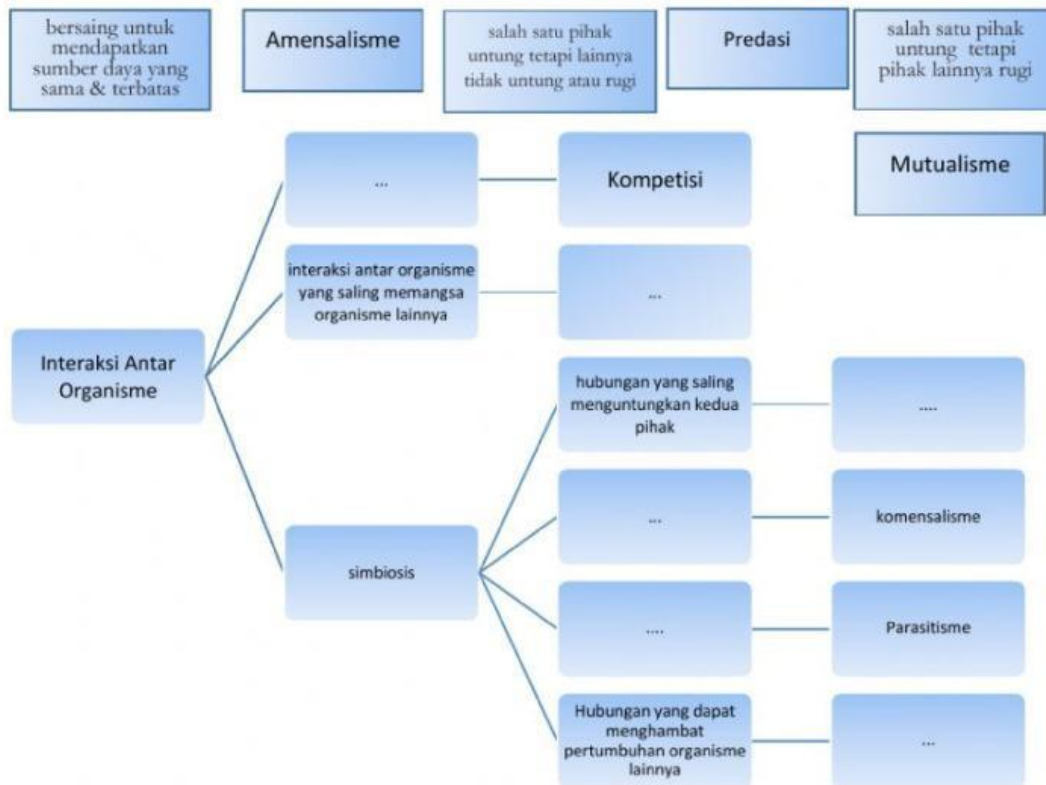 bersaing untuk
mendapatkan
sumber daya yang
sama & terbatas
Amensalisme
salah satu pihak
untung tetapi lainnya
tidak untung atau rugi
Predasi
salah satu pihak
untung tetapi
pihak lainnya rugi
Mutualisme
...
Kompetisi
interaksi antar organisme
yang saling memangsa
organisme lainnya
...
Interaksi Antar
Organisme
hubungan yang saling
menguntungkan kedua
pihak
....
...
komensalisme
simbiosis
....
Parasitisme
Hubungan yang dapat
menghambat
pertumbuhan organisme
lainnya
...